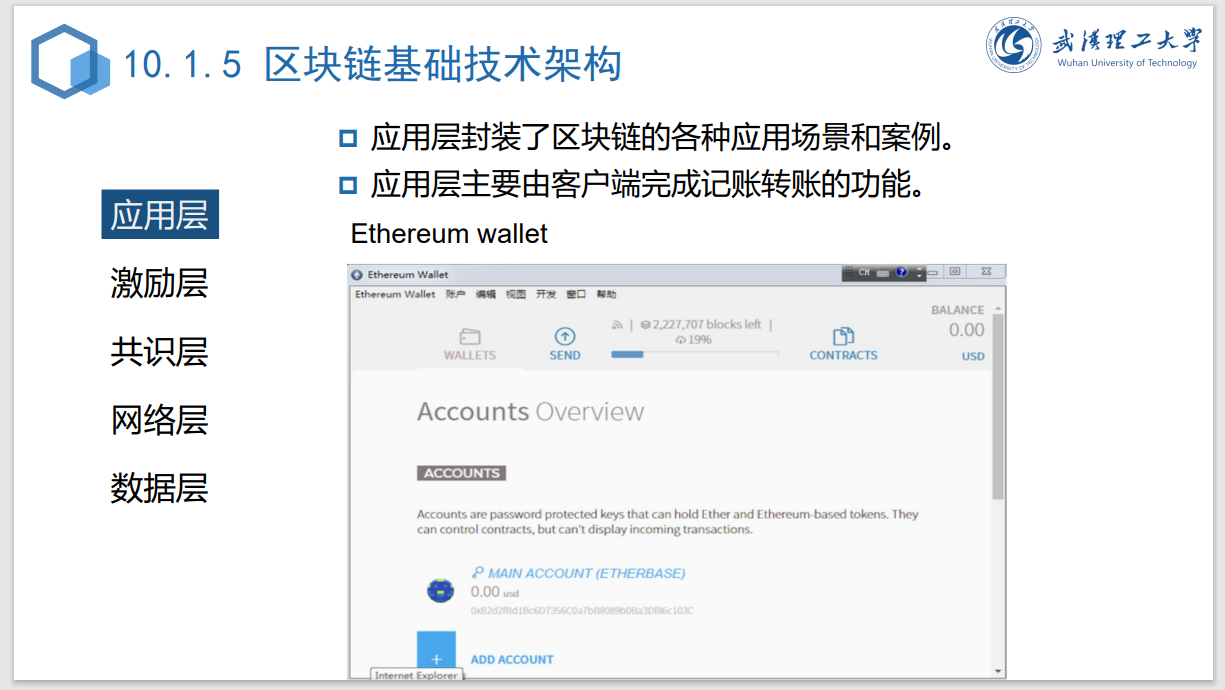 10.1.5 区块链基础技术架构
武汉理工大学
Wuhan University of Technology
应用层封装了区块链的各种应用场景和案例。
应用层主要由客户端完成记账转账的功能。
应用层
激励层
共识层
网络层
数据层
Ethereum wallet
Ethereum Wallet
CH
Ethereum Wallet 账户 编辑 视图 开发 窗口 帮助
WALLETS
SEND
2,227,707 blocks left
19%
CONTRACTS
BALANCE
0.00
USD
Accounts Overview
ACCOUNTS
Accounts are password protected keys that can hold Ether and Ethereum-based tokens. They
can control contracts, but can't display incoming transactions.
MAIN ACCOUNT (ETHERBASE)
0.00 usd
ADD ACCOUNT
Internet Explorer